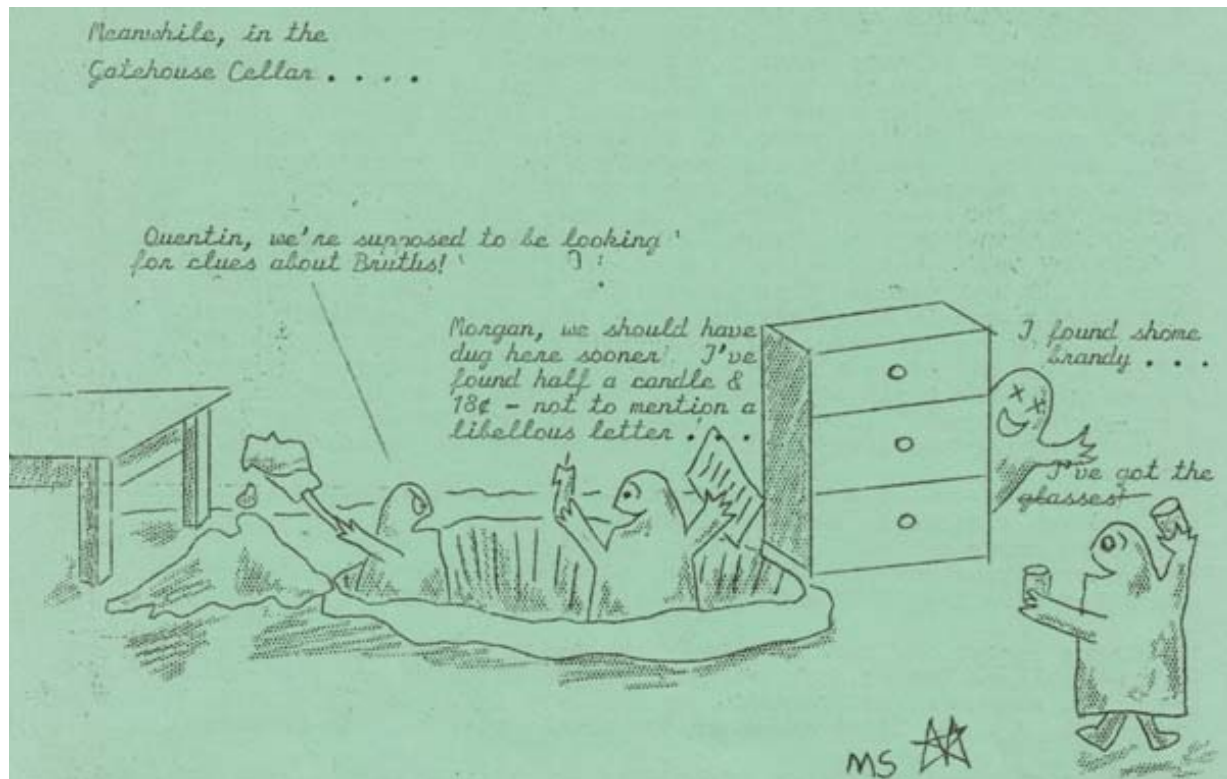 Meanwhile, in the
Gatehouse Cellar . . . .
Quentin, we're supposed to be looking
for clues about Bruths!
Morgan, we should have
dug here sooner! I've
found half a candle &
18¢ - not to mention a
libellous letter . . .
I found shome
brandy . . .
I've got the
glasses!
MS